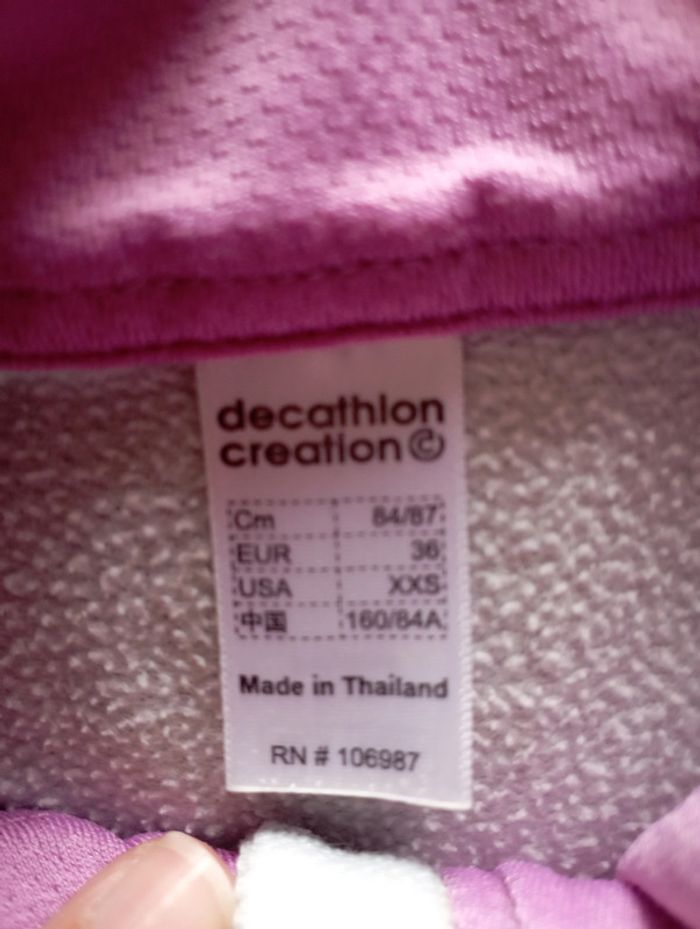 decathlon
creation ©
Cm 84/87
EUR 36
USA XXS
中国 160/84A
Made in Thailand
RN # 106987